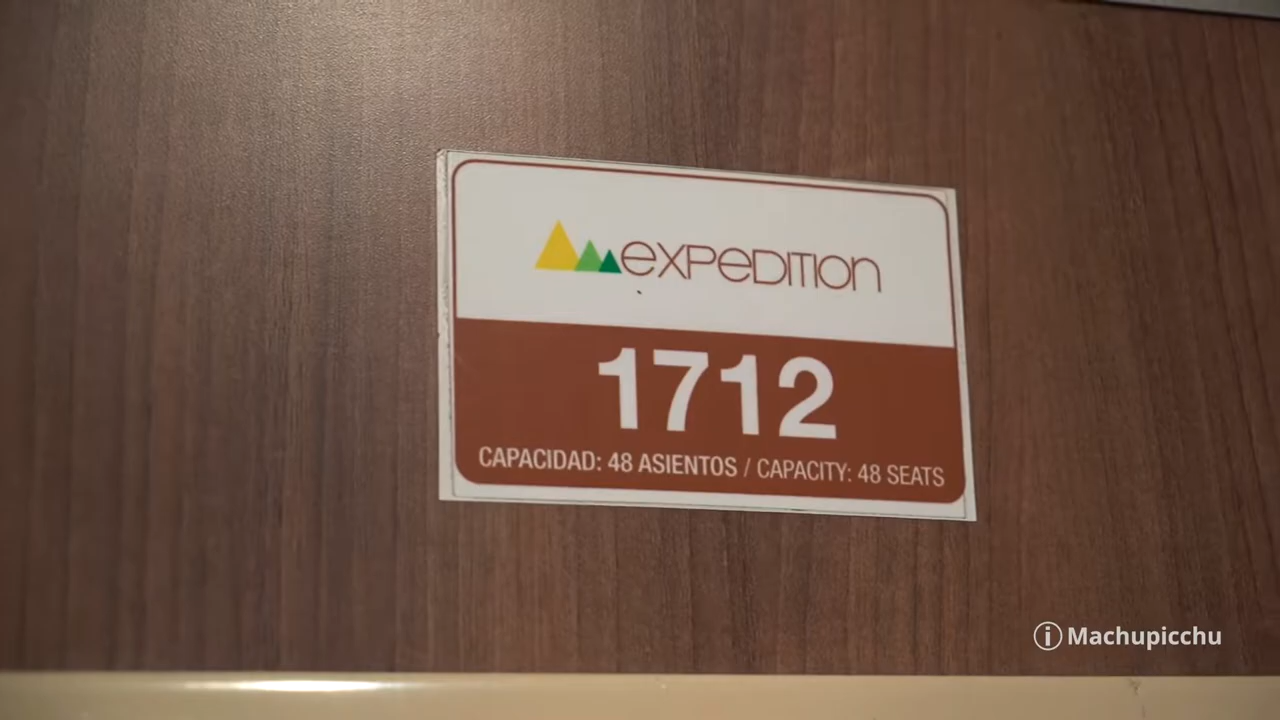 expedition
1712
CAPACIDAD: 48 ASIENTOS / CAPACITY: 48 SEATS
i Machupicchu